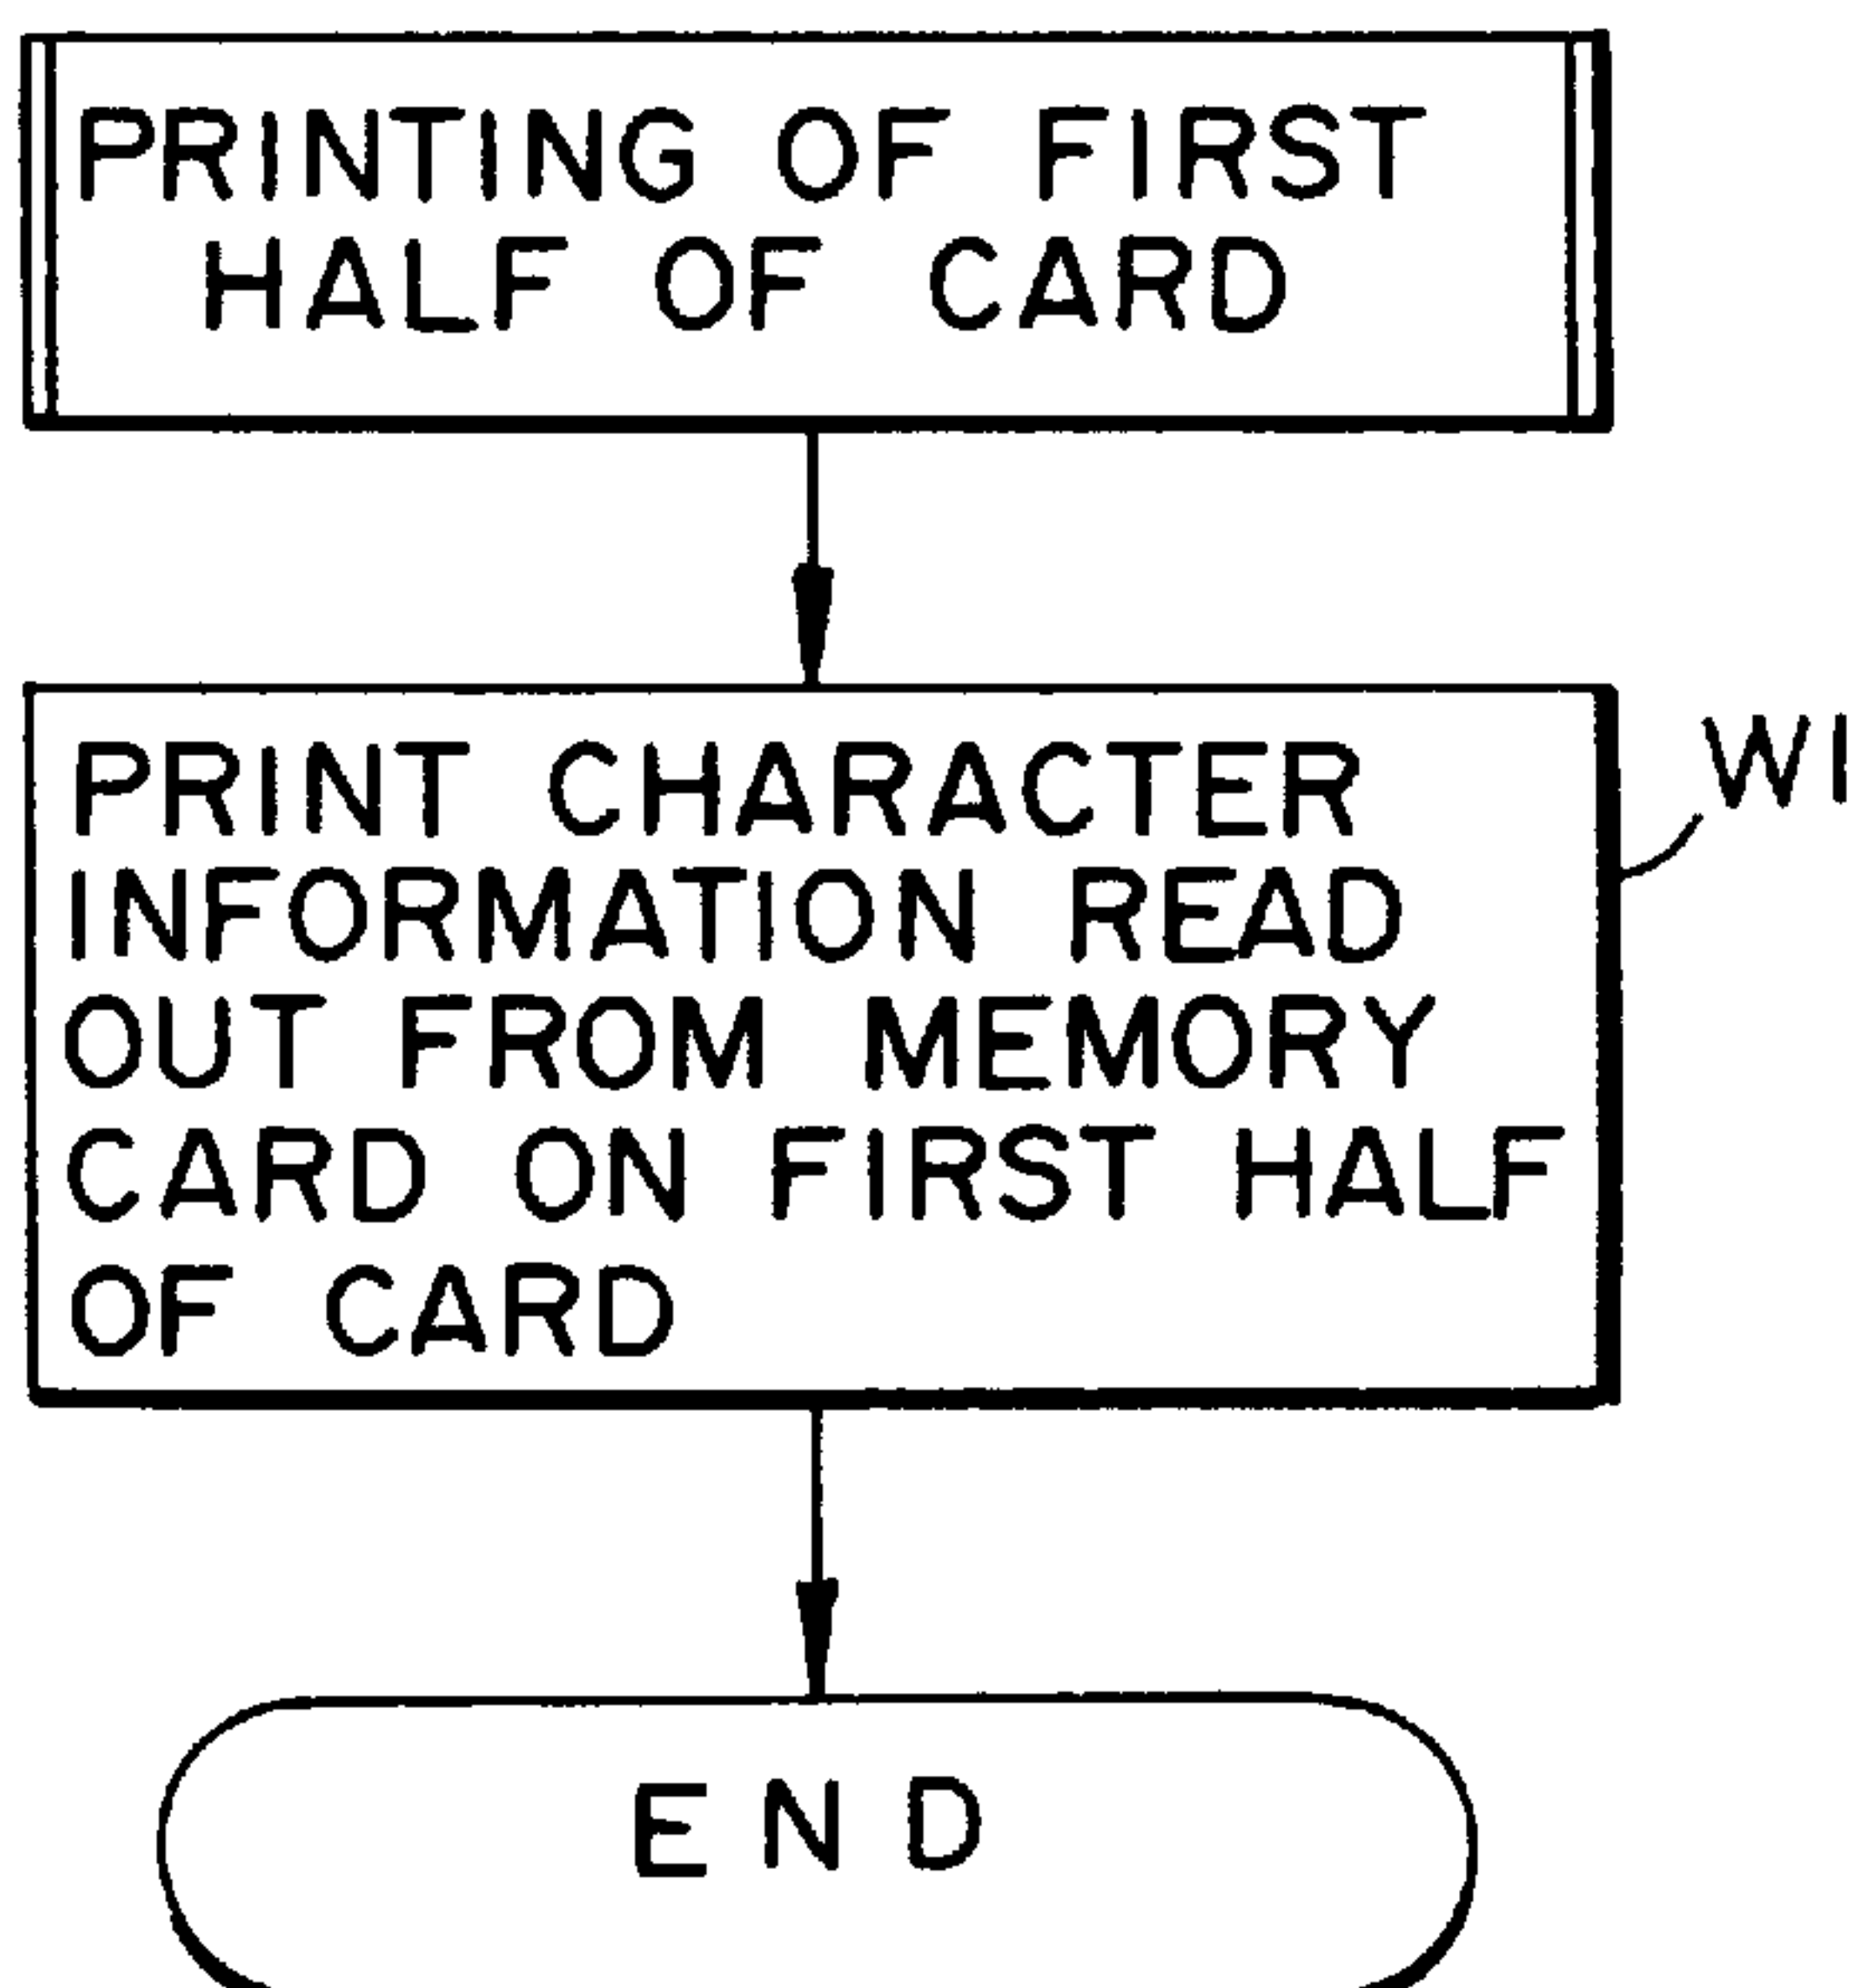 PRINTING OF FIRST
HALF OF CARD
PRINT CHARACTER
INFORMATION READ
OUT FROM MEMORY
CARD ON FIRST HALF
OF CARD
W1
END